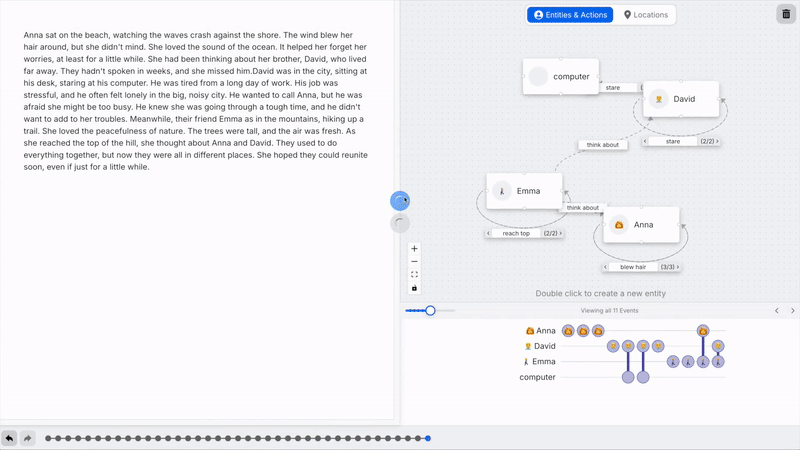 Anna sat on the beach, watching the waves crash against the shore. The wind blew her
hair around, but she didn't mind. She loved the sound of the ocean. It helped her forget her
worries, at least for a little while. She had been thinking about her brother, David, who lived
far away. They hadn't spoken in weeks, and she missed him.David was in the city, sitting at
his desk, staring at his computer. He was tired from a long day of work. His job was
stressful, and he often felt lonely in the big, noisy city. He wanted to call Anna, but he was
afraid she might be too busy. He knew she was going through a tough time, and he didn't
want to add to her troubles. Meanwhile, their friend Emma as in the mountains, hiking up a
trail. She loved the peacefulness of nature. The trees were tall, and the air was fresh. As
she reached the top of the hill, she thought about Anna and David. They used to do
everything together, but now they were all in different places. She hoped they could reunite
soon, even if just for a little while.
Entities & Actions
Locations
computer
stare
David
stare (2/2)
think about
Emma
think about
reach top (2/2)
Anna
blew hair (3/3)
Double click to create a new entity
Viewing all 11 Events
Anna
David
Emma
computer